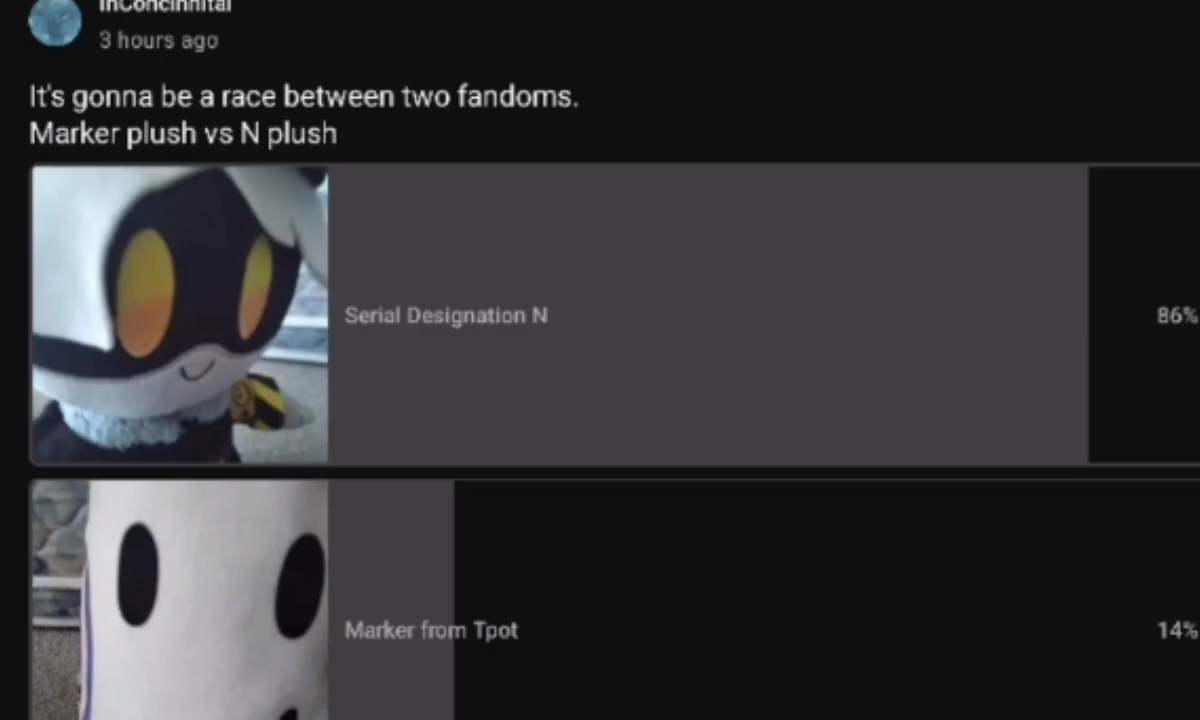 InConcinnital
3 hours ago
It's gonna be a race between two fandoms.
Marker plush vs N plush
Serial Designation N
86%
Marker from Tpot
14%